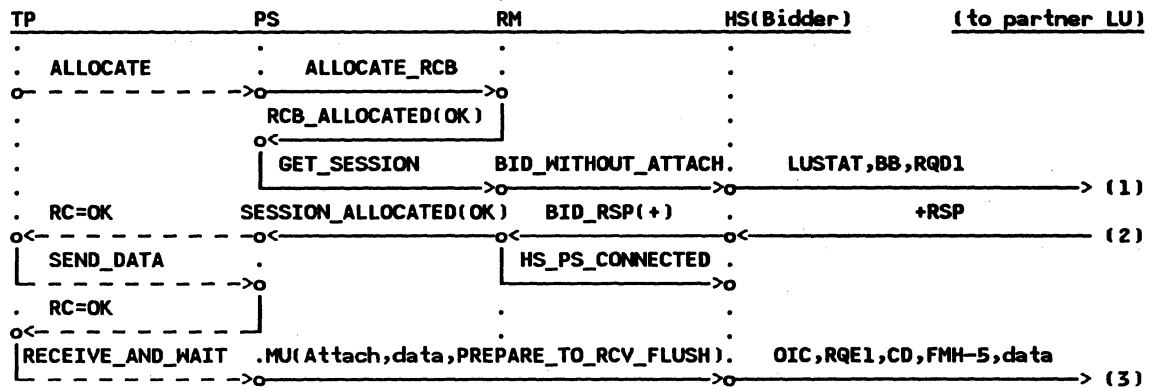 TP PS RM HS(Bidder) (to partner LU)
ALLOCATE ALLOCATE_RCB
RCB_ALLOCATED(OK)
GET_SESSION BID_WITHOUT_ATTACH. LUSTAT,BB,RQD1 (1)
RC=OK SESSION_ALLOCATED(OK) BID_RSP(+) +RSP (2)
SEND_DATA HS_PS_CONNECTED
RC=OK
RECEIVE_AND_WAIT .MU(Attach,data,PREPARE_TO_RCV_FLUSH). OIC,RQE1,CD,FMH-5,data (3)